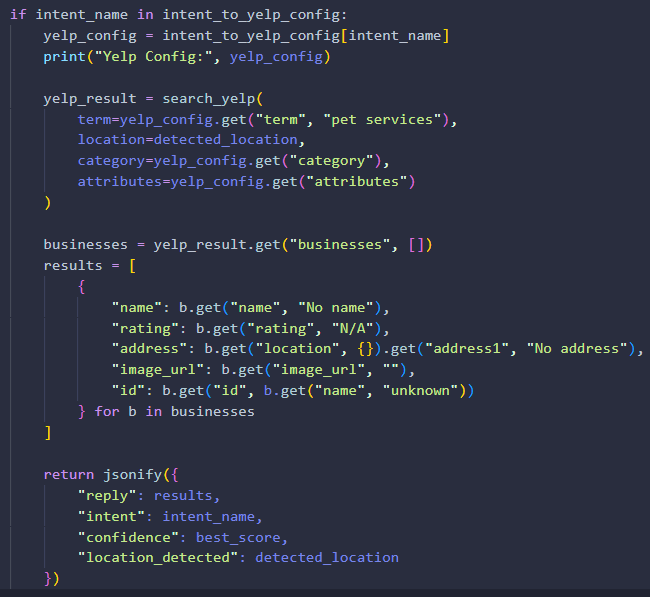 if intent_name in intent_to_yelp_config:
    yelp_config = intent_to_yelp_config[intent_name]
    print("Yelp Config:", yelp_config)

    yelp_result = search_yelp(
        term=yelp_config.get("term", "pet services"),
        location=detected_location,
        category=yelp_config.get("category"),
        attributes=yelp_config.get("attributes")
    )

    businesses = yelp_result.get("businesses", [])
    results = [
        {
            "name": b.get("name", "No name"),
            "rating": b.get("rating", "N/A"),
            "address": b.get("location", {}).get("address1", "No address"),
            "image_url": b.get("image_url", ""),
            "id": b.get("id", b.get("name", "unknown"))
        } for b in businesses
    ]

    return jsonify({
        "reply": results,
        "intent": intent_name,
        "confidence": best_score,
        "location_detected": detected_location
    })